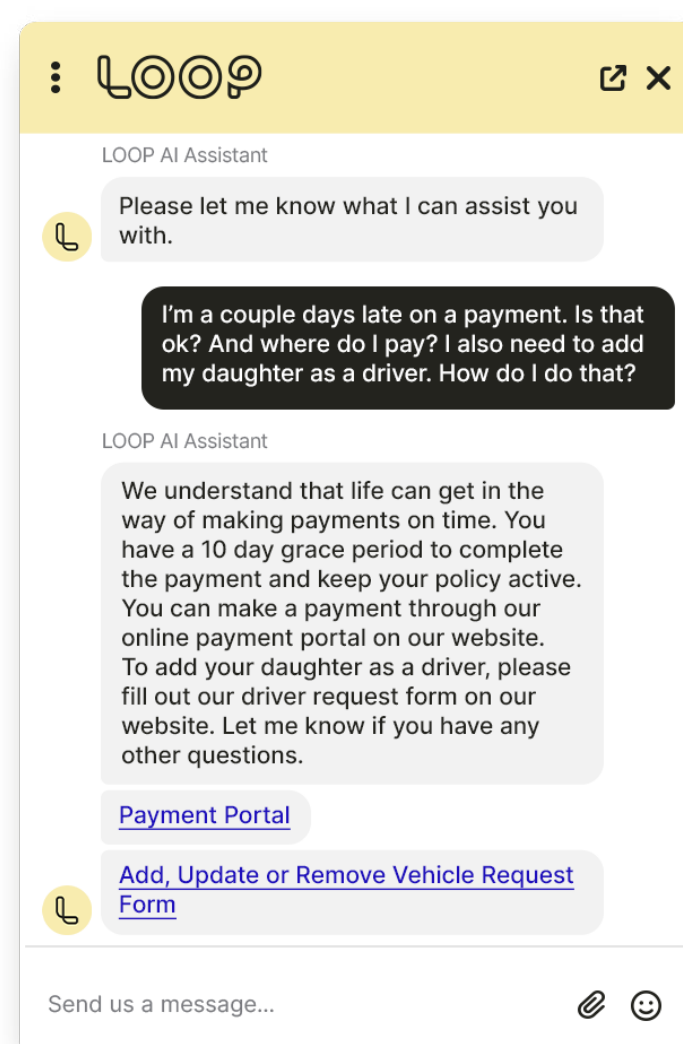 LOOP
LOOP AI Assistant
Please let me know what I can assist you
with.
I’m a couple days late on a payment. Is that
ok? And where do I pay? I also need to add
my daughter as a driver. How do I do that?
LOOP AI Assistant
We understand that life can get in the
way of making payments on time. You
have a 10 day grace period to complete
the payment and keep your policy active.
You can make a payment through our
online payment portal on our website.
To add your daughter as a driver, please
fill out our driver request form on our
website. Let me know if you have any
other questions.
Payment Portal
Add, Update or Remove Vehicle Request
Form
L
L
Send us a message...